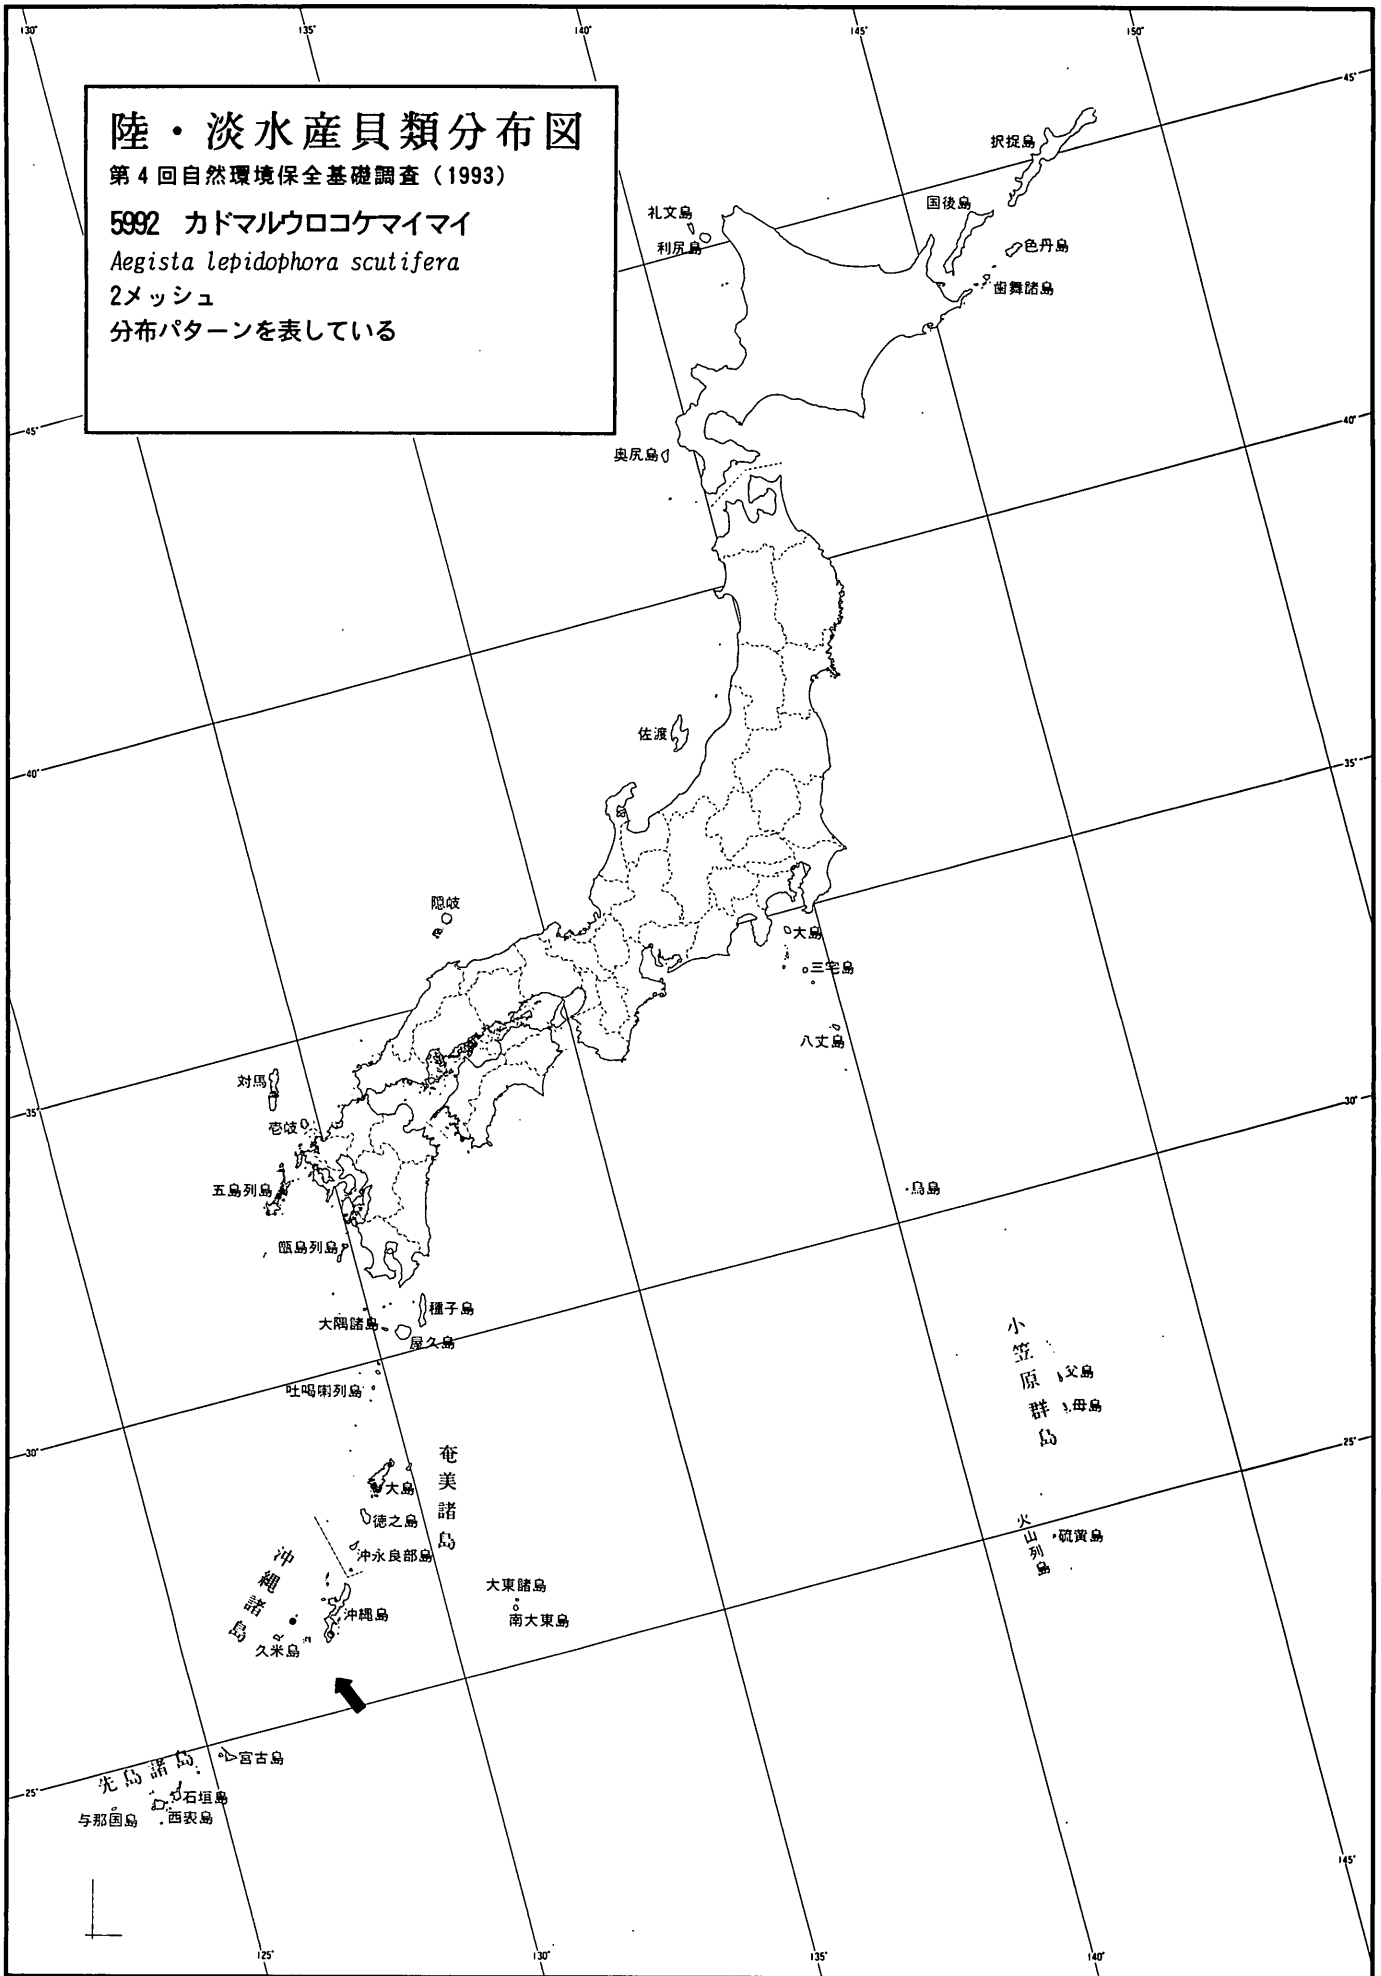 130°
135°
140°
145°
150°
陸・淡水産貝類分布図
第4回自然環境保全基礎調査（1993）
5992 カドマルウロコケマイマイ
Aegista lepidophora scutifera
2メッシュ
分布パターンを表している
45°
択捉島
国後島
礼文島
利尻島
色丹島
歯舞諸島
45°
40°
奥尻島
佐渡
40°
35°
隠岐
大島
三宅島
八丈島
対馬
35°
壱岐
30°
五島列島
鳥島
甑島列島
種子島
大隅諸島
屋久島
吐噶喇列島
小笠原群島
父島
母島
30°
25°
奄美諸島
大島
徳之島
沖永良部島
火山列島
硫黄島
沖縄諸島
大東諸島
南大東島
沖縄島
久米島
先島諸島
宮古島
25°
石垣島
与那国島
西表島
145°
125°
130°
135°
140°